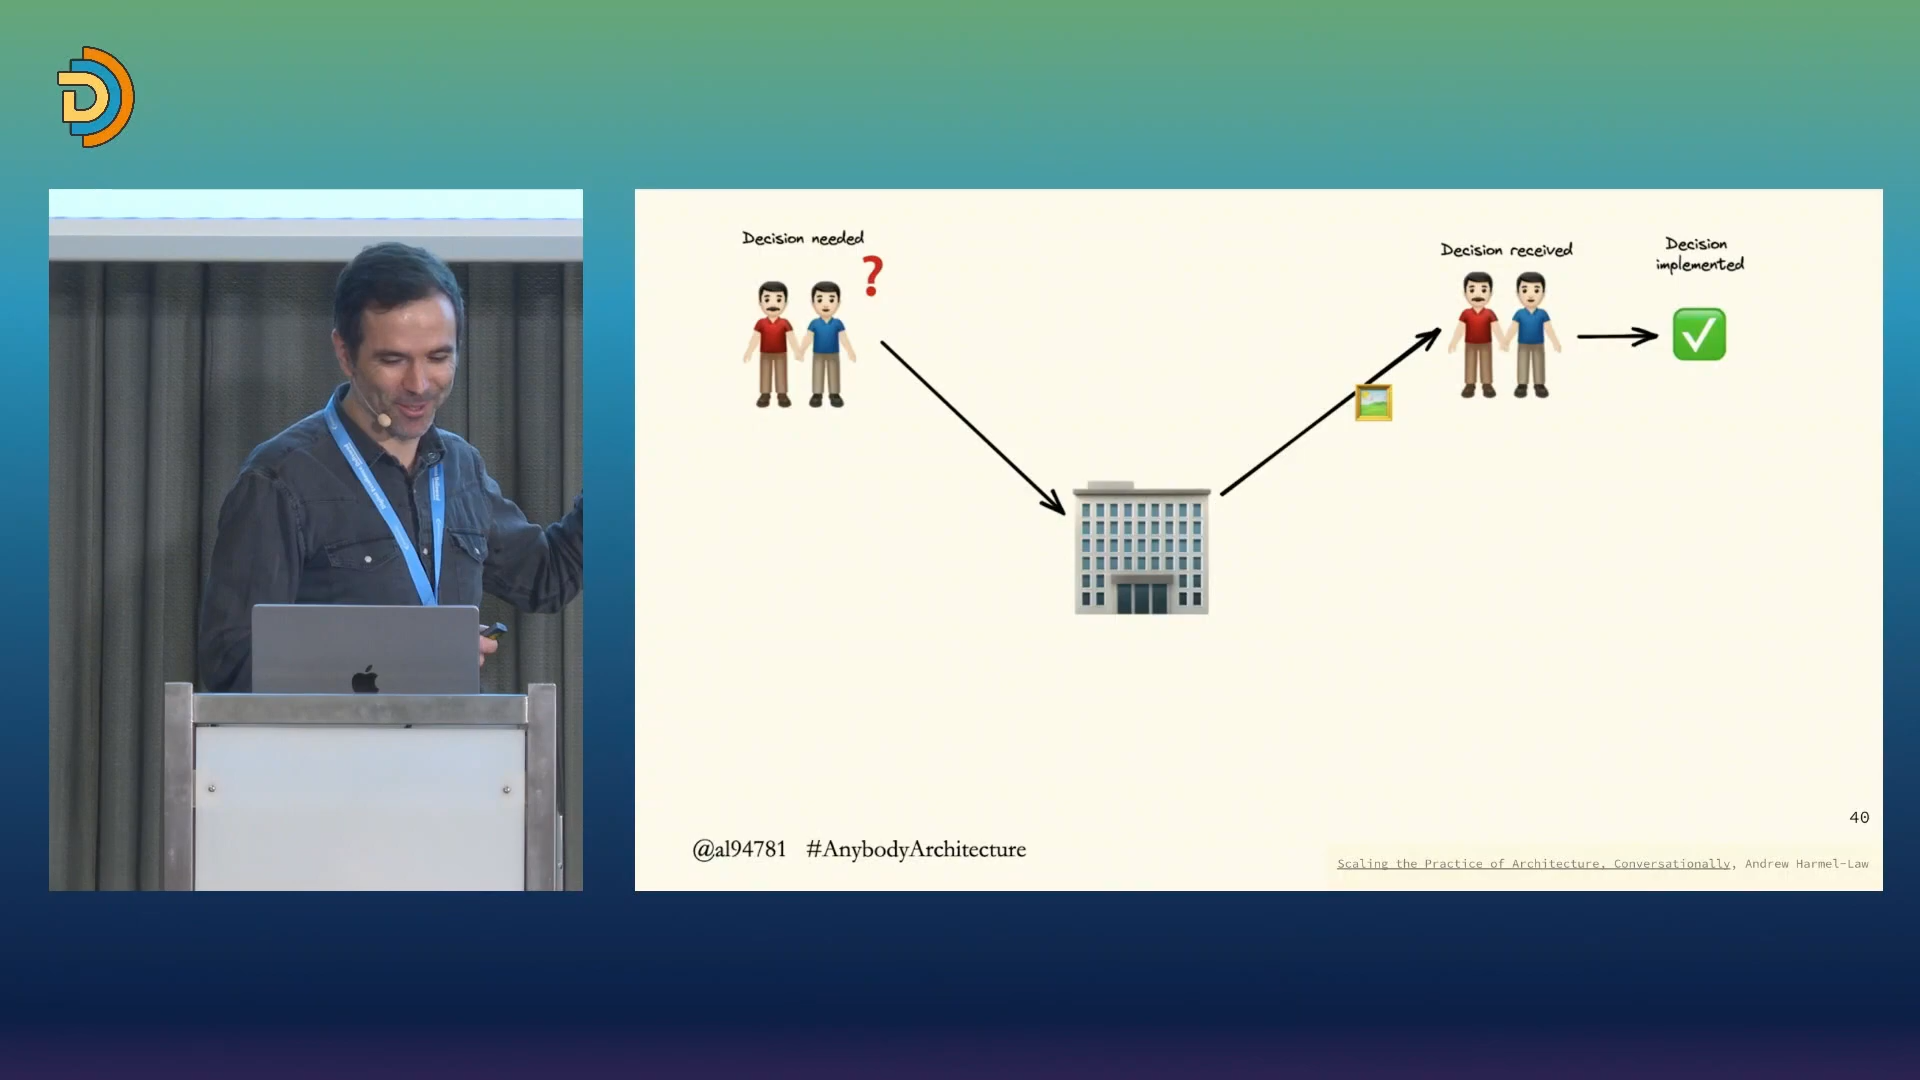 Decision needed
Decision received
Decision
implemented
40
@al94781 #AnybodyArchitecture
Scaling the Practice of Architecture, Conversationally, Andrew Harmel-Law